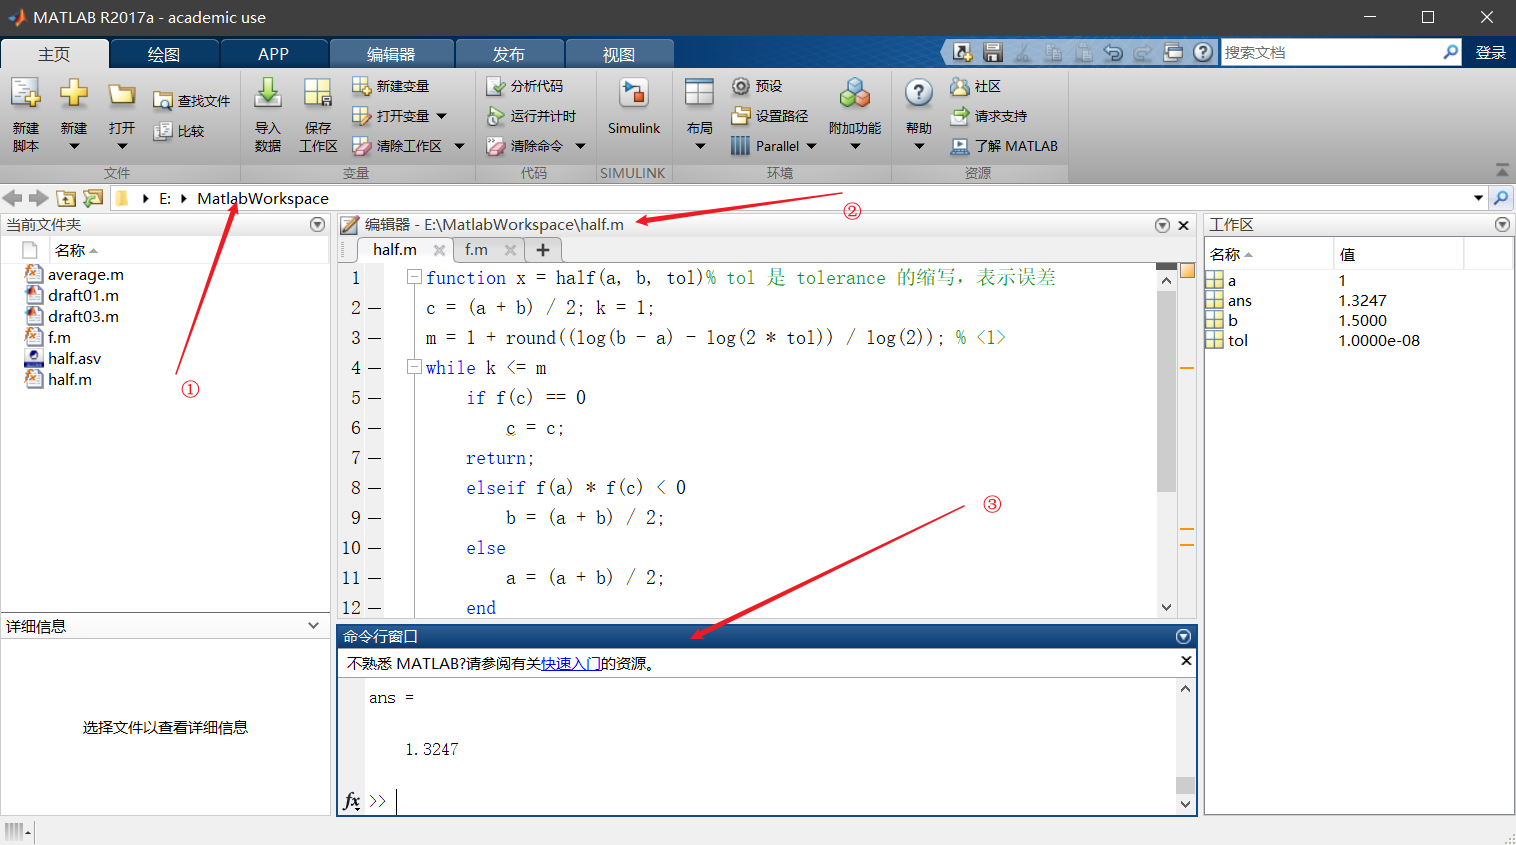 MATLAB R2017a - academic use
主页
绘图
APP
编辑器
发布
视图
搜索文档
登录
新建
脚本
新建
打开
查找文件
比较
文件
导入
数据
保存
工作区
新建变量
打开变量
清除工作区
变量
分析代码
运行并计时
清除命令
代码
Simulink
SIMULINK
布局
预设
设置路径
Parallel
附加功能
环境
帮助
社区
请求支持
了解 MATLAB
资源
E: MatlabWorkspace
当前文件夹
名称
average.m
draft01.m
draft03.m
f.m
half.asv
half.m
①
详细信息
选择文件以查看详细信息
编辑器 - E:\MatlabWorkspace\half.m
②
half.m
f.m
1 function x = half(a, b, tol)% tol 是 tolerance 的缩写，表示误差
2 c = (a + b) / 2; k = 1;
3 m = 1 + round((log(b - a) - log(2 * tol)) / log(2)); % <1>
4 while k <= m
5 if f(c) == 0
6 c = c;
7 return;
8 elseif f(a) * f(c) < 0
9 b = (a + b) / 2;
10 else
11 a = (a + b) / 2;
12 end
③
命令行窗口
不熟悉 MATLAB?请参阅有关快速入门的资源。
ans =
1.3247
fx >>
工作区
名称 值
a 1
ans 1.3247
b 1.5000
tol 1.0000e-08